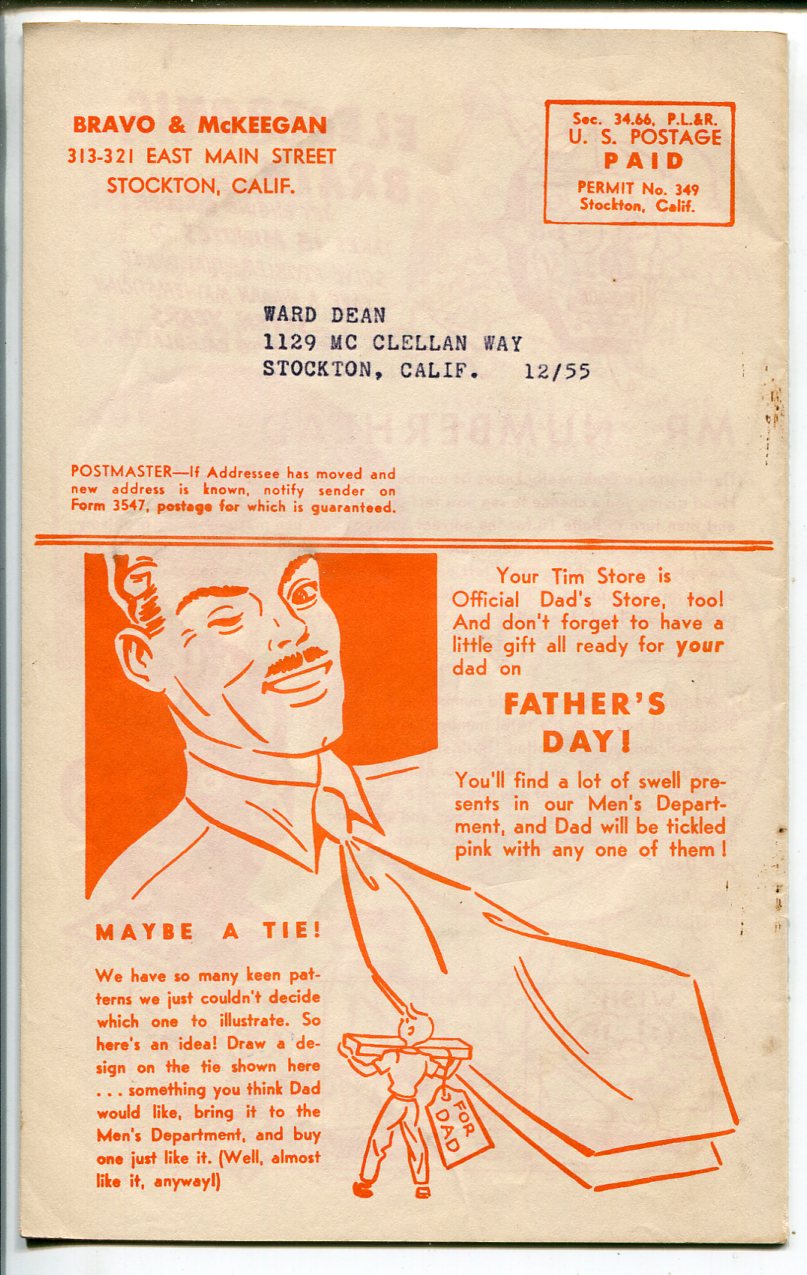 BRAVO & McKEEGAN
313-321 EAST MAIN STREET
STOCKTON, CALIF.
Sec. 34.66, P.L.&R.
U. S. POSTAGE
PAID
PERMIT No. 349
Stockton, Calif.
WARD DEAN
1129 MC CLELLAN WAY
STOCKTON, CALIF. 12/55
POSTMASTER—If Addressee has moved and
new address is known, notify sender on
Form 3547, postage for which is guaranteed.
Your Tim Store is
Official Dad's Store, too!
And don't forget to have a
little gift all ready for your
dad on
FATHER'S
DAY!
You'll find a lot of swell pre-
sents in our Men's Depart-
ment, and Dad will be tickled
pink with any one of them!
MAYBE A TIE!
We have so many keen pat-
terns we just couldn't decide
which one to illustrate. So
here's an idea! Draw a de-
sign on the tie shown here
... something you think Dad
would like, bring it to the
Men's Department, and buy
one just like it. (Well, almost
like it, anyway!)
FOR
DAD